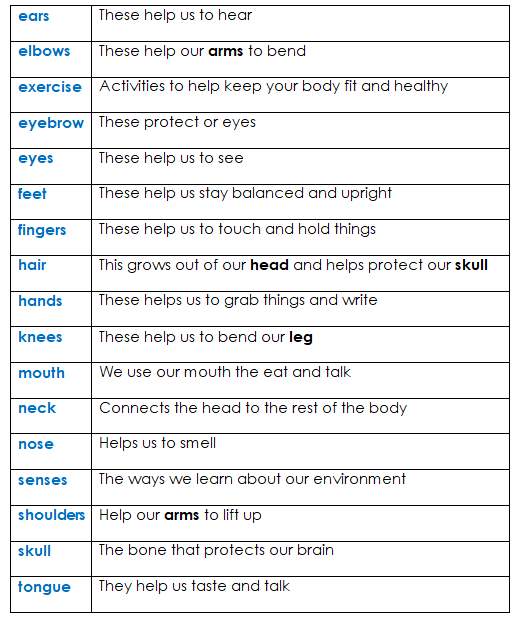 ears These help us to hear
elbows These help our arms to bend
exercise Activities to help keep your body fit and healthy
eyebrow These protect or eyes
eyes These help us to see
feet These help us stay balanced and upright
fingers These help us to touch and hold things
hair This grows out of our head and helps protect our skull
hands These helps us to grab things and write
knees These help us to bend our leg
mouth We use our mouth the eat and talk
neck Connects the head to the rest of the body
nose Helps us to smell
senses The ways we learn about our environment
shoulders Help our arms to lift up
skull The bone that protects our brain
tongue They help us taste and talk